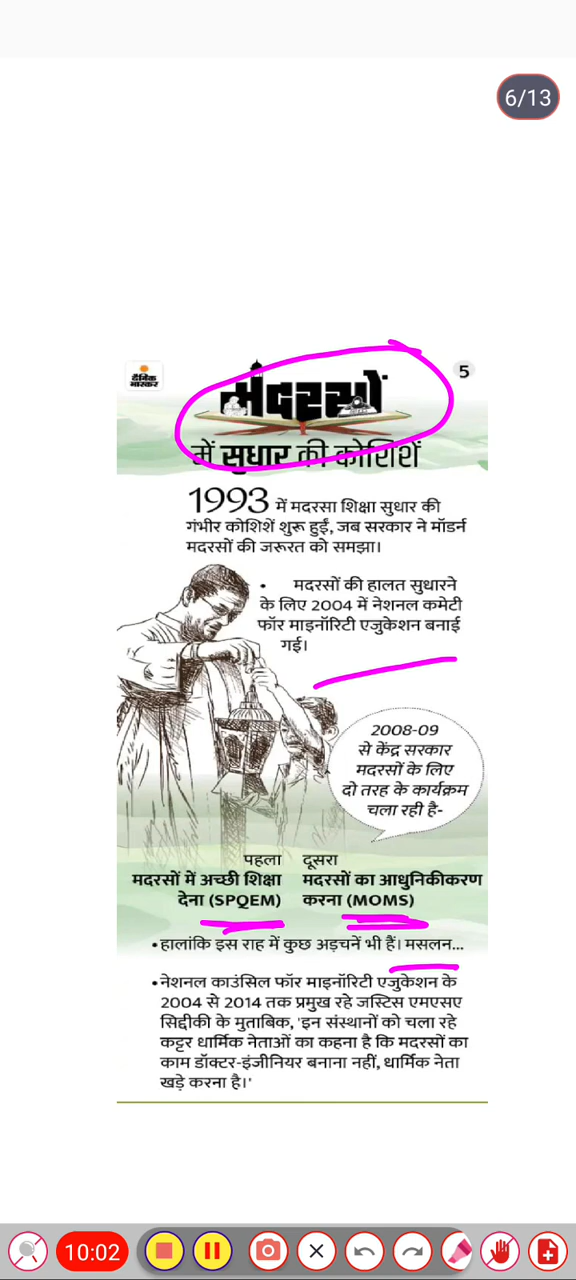 6/13
दैनिक
भास्कर
5
मदरसों
में सुधार की कोशिशें
1993 में मदरसा शिक्षा सुधार की
गंभीर कोशिशें शुरू हुईं, जब सरकार ने मॉडर्न
मदरसों की जरूरत को समझा।
• मदरसों की हालत सुधारने
के लिए 2004 में नेशनल कमेटी
फॉर माइनॉरिटी एजुकेशन बनाई
गई।
2008-09
से केंद्र सरकार
मदरसों के लिए
दो तरह के कार्यक्रम
चला रही है-
पहला
मदरसों में अच्छी शिक्षा
देना (SPQEM)
दूसरा
मदरसों का आधुनिकीकरण
करना (MOMS)
• हालांकि इस राह में कुछ अड़चनें भी हैं। मसलन...
• नेशनल काउंसिल फॉर माइनॉरिटी एजुकेशन के
2004 से 2014 तक प्रमुख रहे जस्टिस एमएसए
सिद्दीकी के मुताबिक, 'इन संस्थानों को चला रहे
कट्टर धार्मिक नेताओं का कहना है कि मदरसों का
काम डॉक्टर-इंजीनियर बनाना नहीं, धार्मिक नेता
खड़े करना है।'
10:02